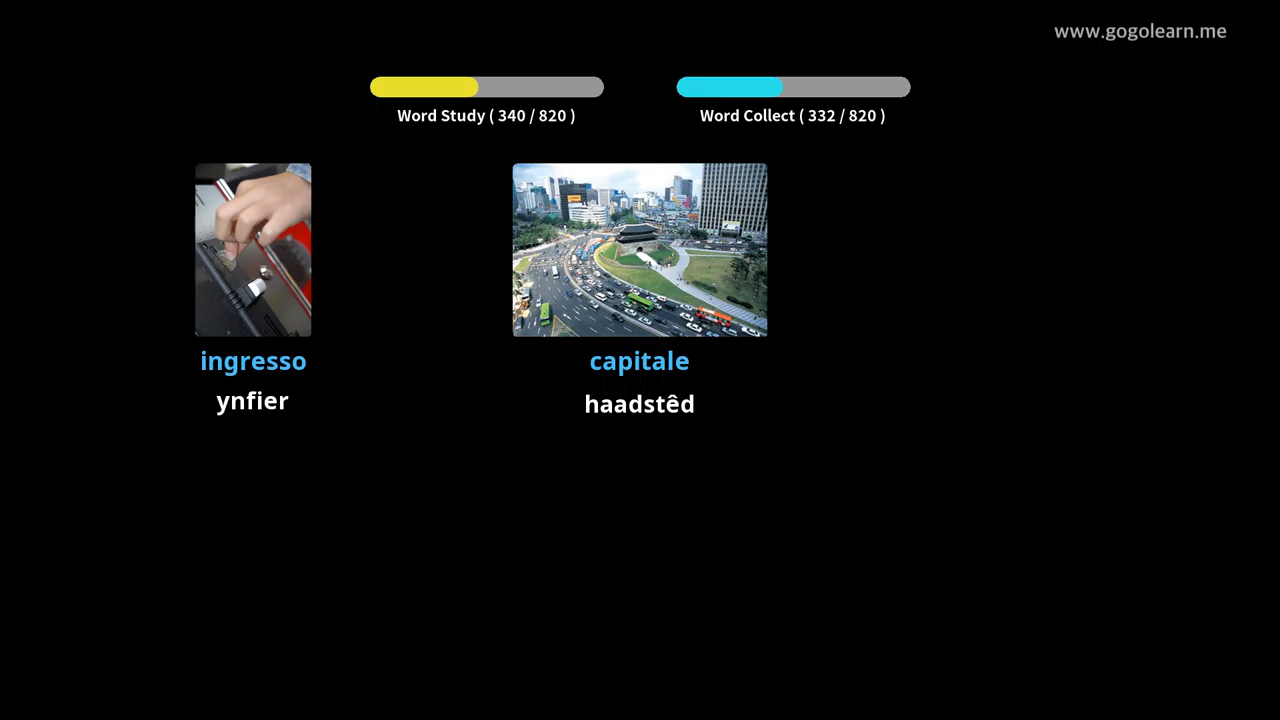 www.gogolearn.me
Word Study ( 340 / 820 )
Word Collect ( 332 / 820 )
ingresso
ynfier
capitale
haadstêd